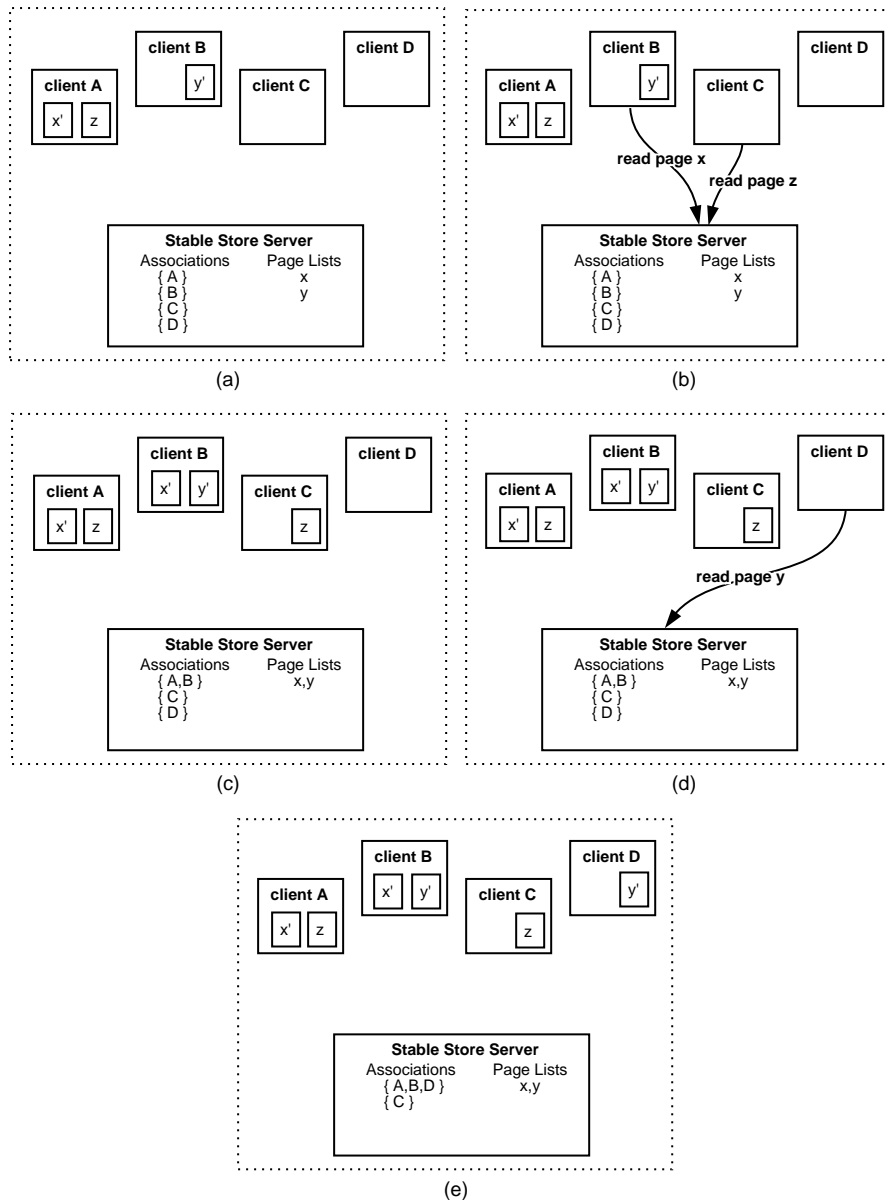 client B
client D
client A
client C
y'
x' z
Stable Store Server
Associations Page Lists
{ A } x
{ B } y
{ C }
{ D }
(a)
client B
client D
client A
client C
y'
x' z
read page x
read page z
Stable Store Server
Associations Page Lists
{ A } x
{ B } y
{ C }
{ D }
(b)
client B
client D
client A
client C
x' y'
x' z
z
Stable Store Server
Associations Page Lists
{ A,B } x,y
{ C }
{ D }
(c)
client B
client D
client A
client C
x' y'
x' z
z
read page y
Stable Store Server
Associations Page Lists
{ A,B } x,y
{ C }
{ D }
(d)
client B
client D
client A
client C
x' y'
y'
x' z
z
Stable Store Server
Associations Page Lists
{ A,B,D } x,y
{ C }
(e)